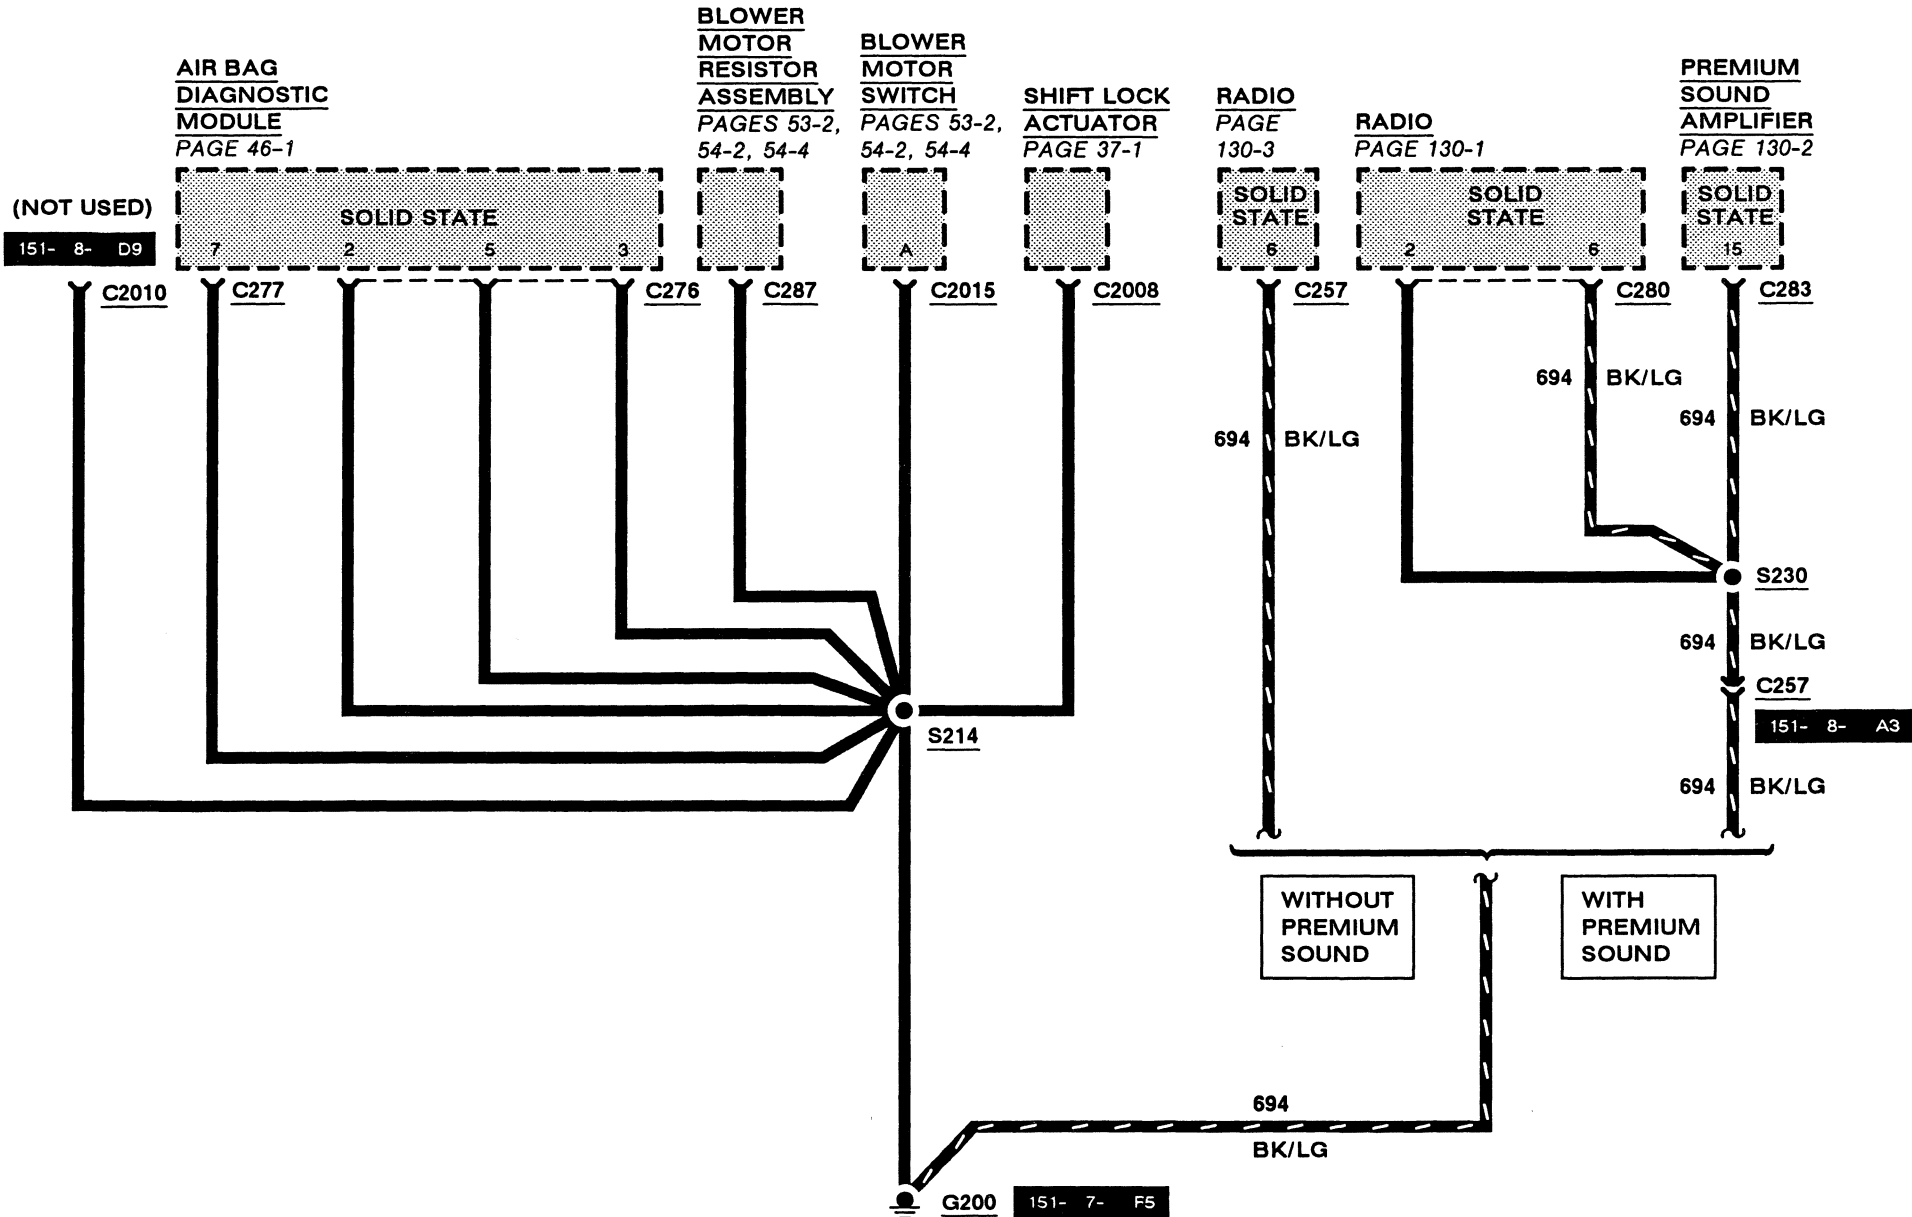 AIR BAG
DIAGNOSTIC
MODULE
PAGE 46-1
BLOWER
MOTOR
RESISTOR
ASSEMBLY
PAGES 53-2,
54-2, 54-4
BLOWER
MOTOR
SWITCH
PAGES 53-2,
54-2, 54-4
SHIFT LOCK
ACTUATOR
PAGE 37-1
RADIO
PAGE
130-3
RADIO
PAGE 130-1
PREMIUM
SOUND
AMPLIFIER
PAGE 130-2
(NOT USED)
151- 8- D9
SOLID STATE
7 2 5 3
A
SOLID
STATE
6
SOLID
STATE
2 6
SOLID
STATE
15
C2010
C277
C276
C287
C2015
C2008
C257
C280
C283
694 BK/LG
694 BK/LG
694 BK/LG
S230
694 BK/LG
C257
151- 8- A3
S214
694 BK/LG
WITHOUT
PREMIUM
SOUND
WITH
PREMIUM
SOUND
694
BK/LG
G200
151- 7- F5